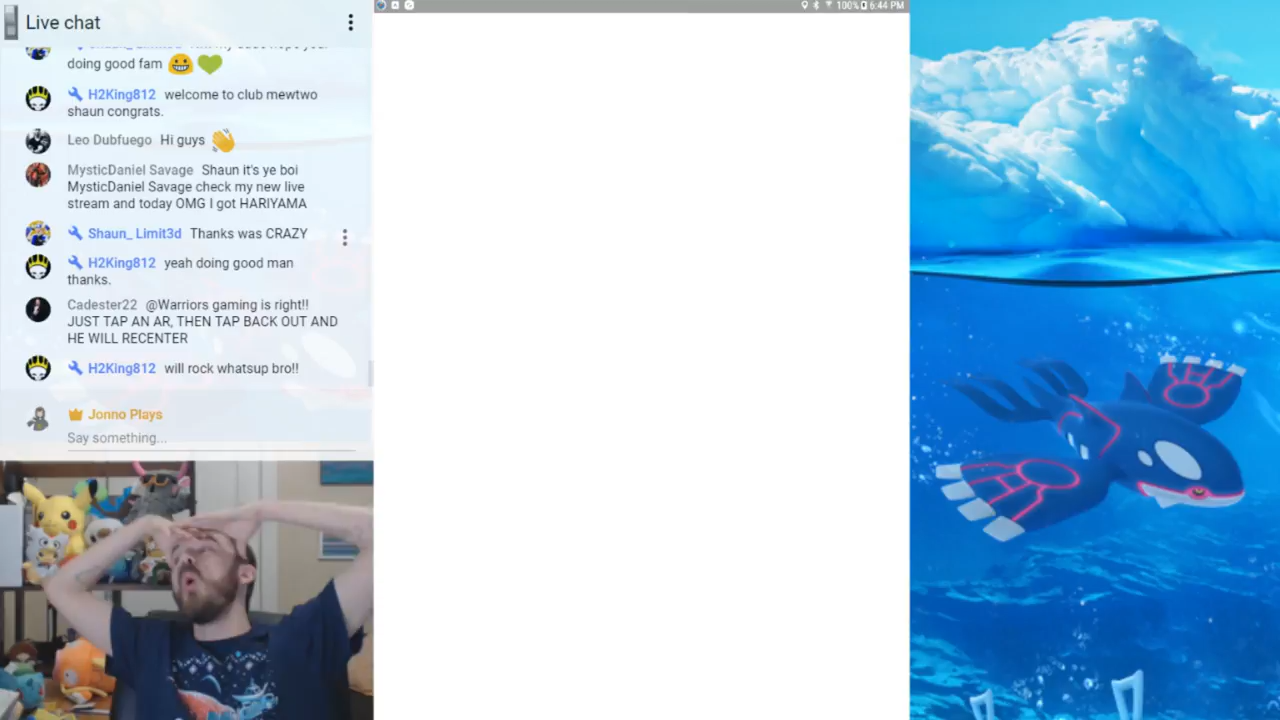 Live chat
100% 6:44 PM
doing good fam
H2King812 welcome to club mewtwo
shaun congrats.
Leo Dubfuego Hi guys
MysticDaniel Savage Shaun it's ye boi
MysticDaniel Savage check my new live
stream and today OMG I got HARIYAMA
Shaun_ Limit3d Thanks was CRAZY
H2King812 yeah doing good man
thanks.
Cadester22 @Warriors gaming is right!!
JUST TAP AN AR, THEN TAP BACK OUT AND
HE WILL RECENTER
H2King812 will rock whatsup bro!!
Jonno Plays
Say something...